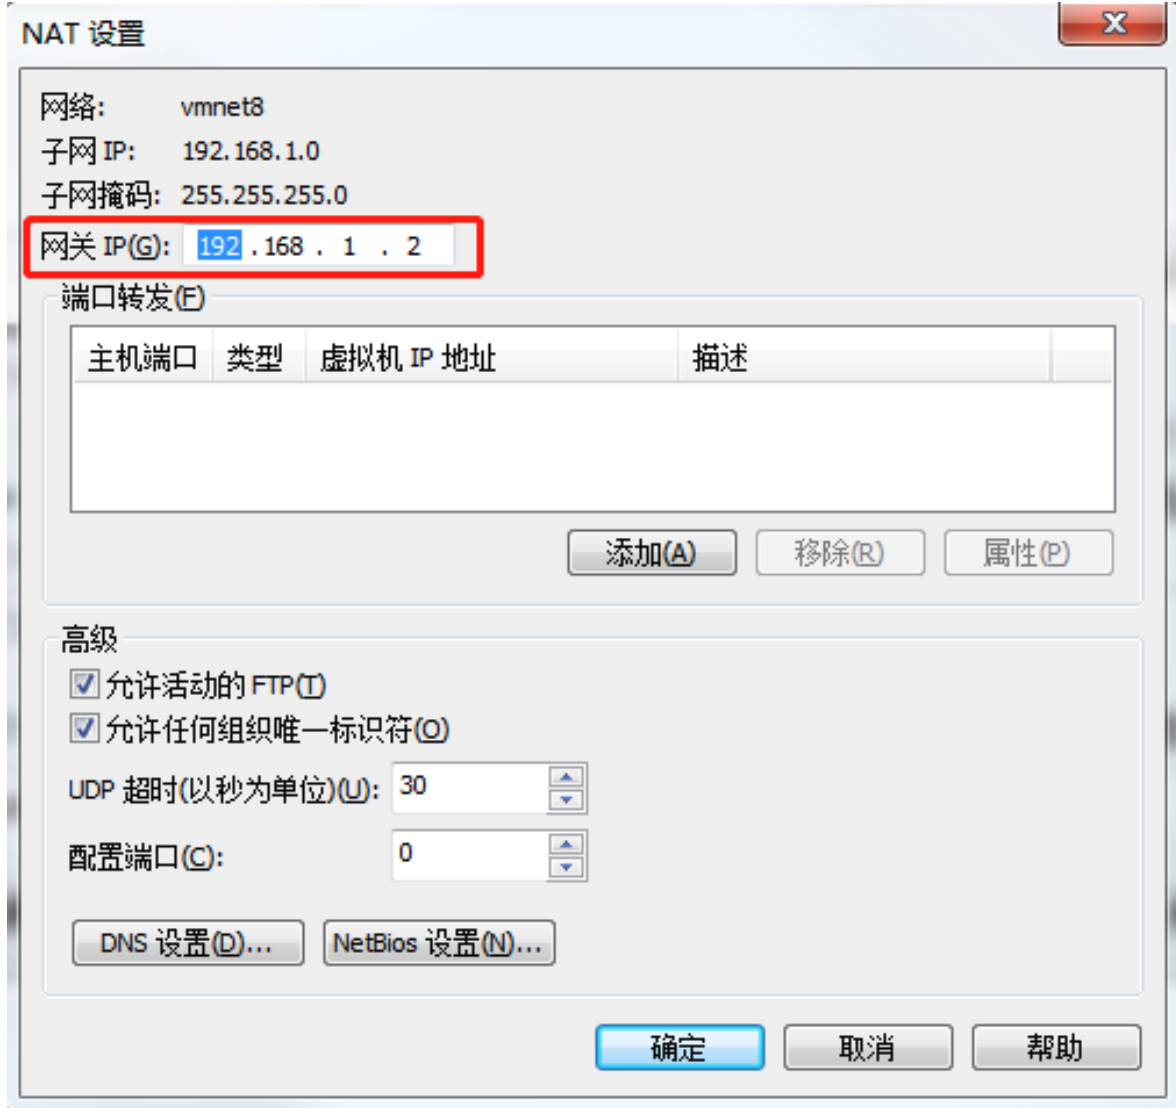 NAT 设置
网络: vmnet8
子网 IP: 192.168.1.0
子网掩码: 255.255.255.0
网关 IP(G): 192 . 168 . 1 . 2
端口转发(F)
主机端口 类型 虚拟机 IP 地址 描述
添加(A) 移除(R) 属性(P)
高级
允许活动的 FTP(T)
允许任何组织唯一标识符(O)
UDP 超时(以秒为单位)(U): 30
配置端口(C): 0
DNS 设置(D)... NetBios 设置(N)...
确定 取消 帮助